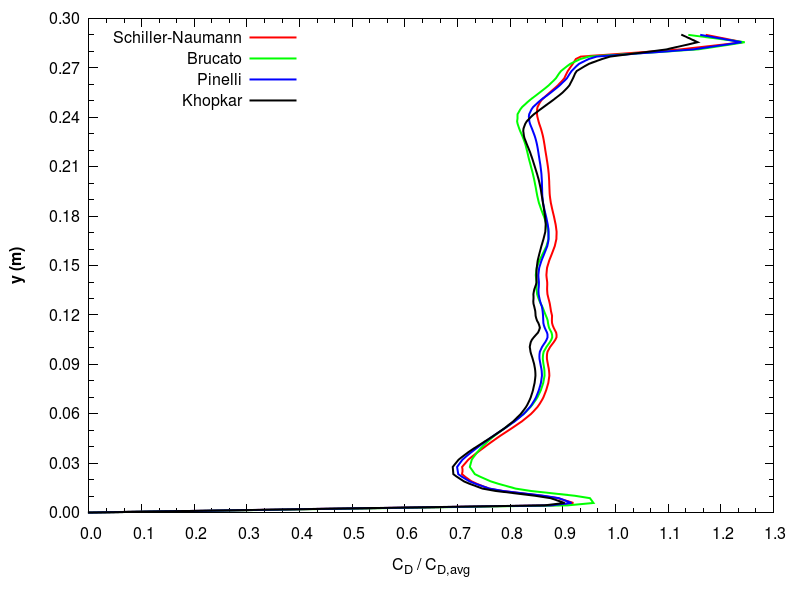 0.30
0.27
0.24
0.21
0.18
0.15
0.12
0.09
0.06
0.03
0.00
y (m)
Schiller-Naumann
Brucato
Pinelli
Khopkar
0.0 0.1 0.2 0.3 0.4 0.5 0.6 0.7 0.8 0.9 1.0 1.1 1.2 1.3
C_D / C_D,avg